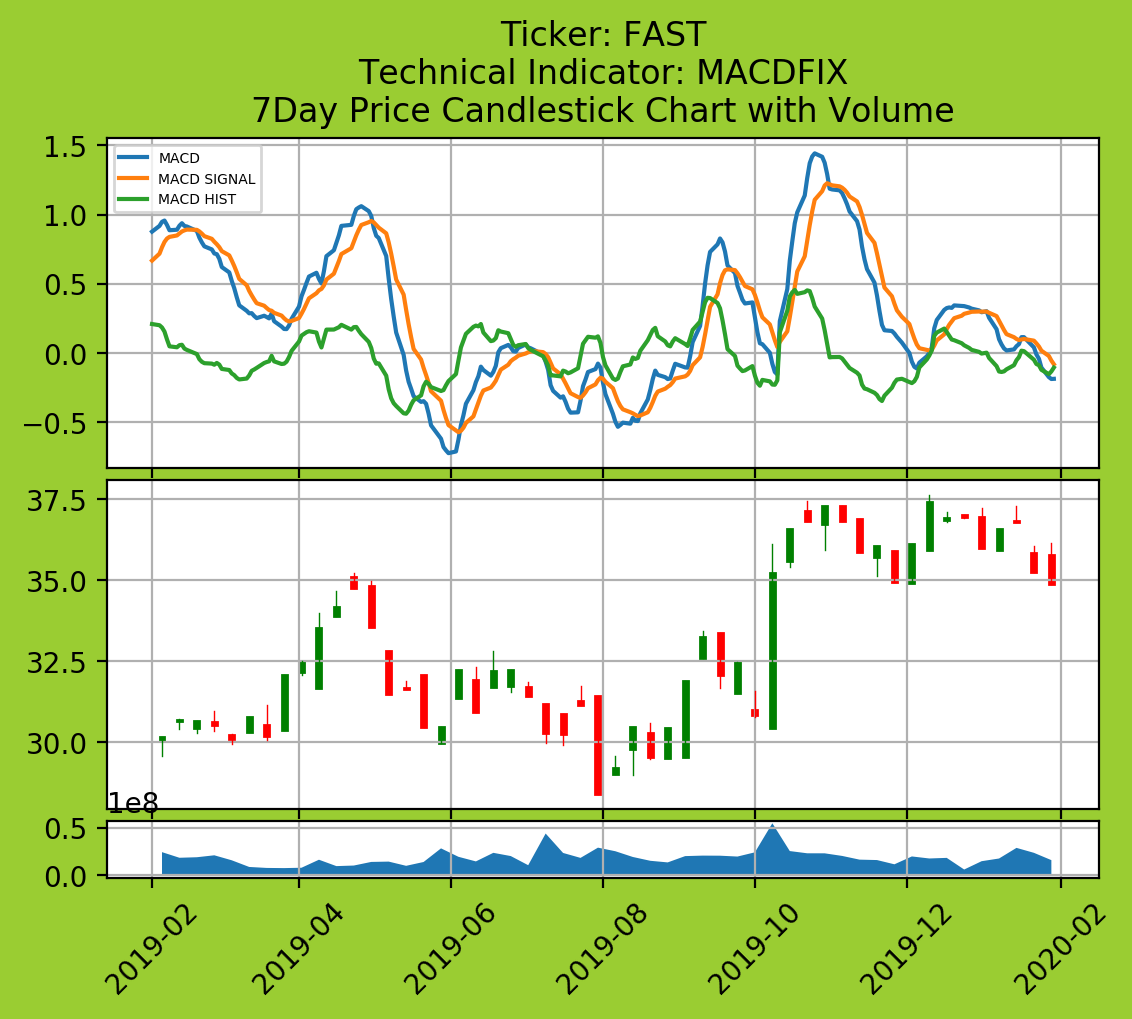 Ticker: FAST
Technical Indicator: MACDFIX
7Day Price Candlestick Chart with Volume
1.5
1.0
0.5
0.0
−0.5
MACD
MACD SIGNAL
MACD HIST
37.5
35.0
32.5
30.0
1e8
0.5
0.0
2019-02
2019-04
2019-06
2019-08
2019-10
2019-12
2020-02